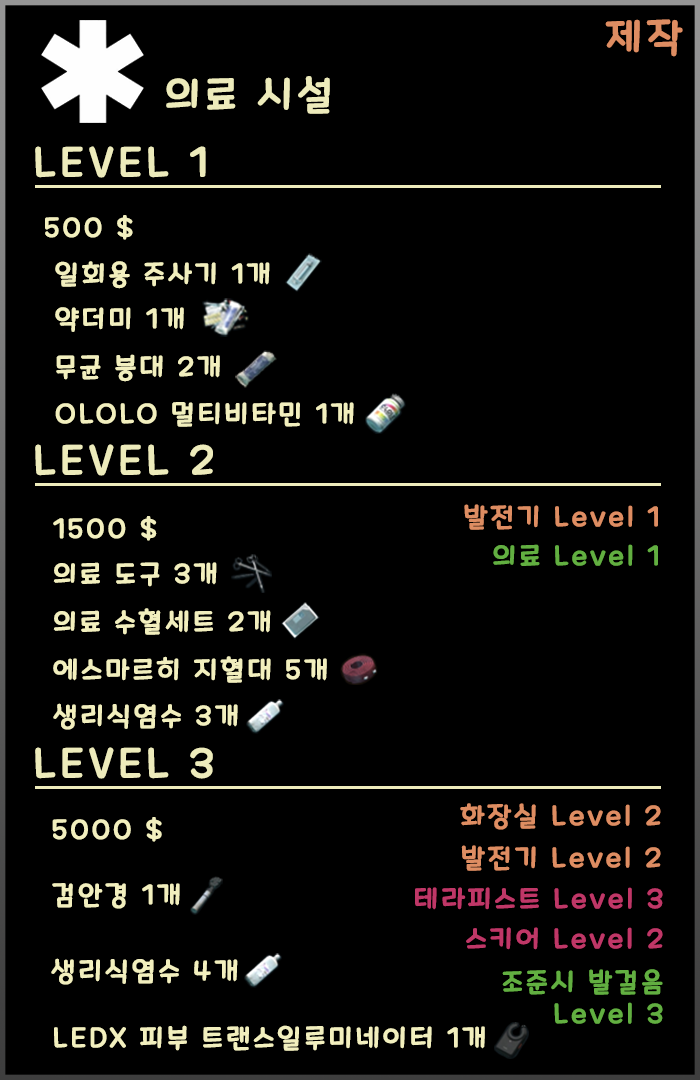 제작
의료 시설
LEVEL 1
500 $
일회용 주사기 1개
약더미 1개
무균 붕대 2개
OLOLO 멀티비타민 1개
LEVEL 2
1500 $
발전기 Level 1
의료 Level 1
의료 도구 3개
의료 수혈세트 2개
에스마르히 지혈대 5개
생리식염수 3개
LEVEL 3
5000 $
화장실 Level 2
발전기 Level 2
검안경 1개
테라피스트 Level 3
스키어 Level 2
생리식염수 4개
조준시 발걸음
Level 3
LEDX 피부 트랜스일루미네이터 1개